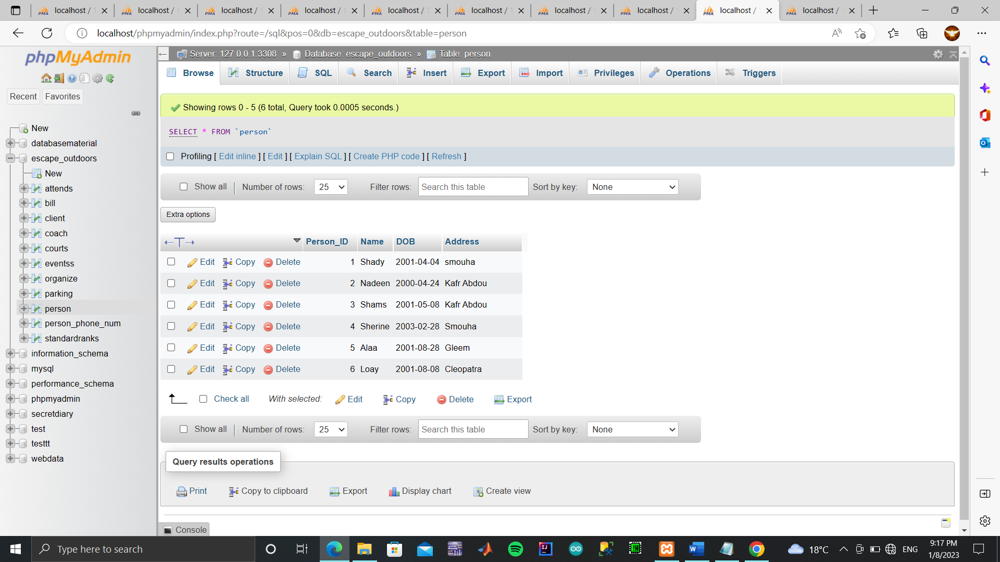 localhost / localhost / localhost / localhost / localhost / localhost / localhost / localhost / localhost / localhost /
localhost/phpmyadmin/index.php?route=/sql&pos=0&db=escape_outdoors&table=person
phpMyAdmin
Recent Favorites
New
databasematerial
escape_outdoors
New
attends
bill
client
coach
courts
eventss
organize
parking
person
person_phone_num
standardranks
information_schema
mysql
performance_schema
phpmyadmin
secretdiary
test
testtt
webdata
Server: 127.0.0.1:3308 » Database: escape_outdoors » Table: person
Browse Structure SQL Search Insert Export Import Privileges Operations Triggers
Showing rows 0 - 5 (6 total, Query took 0.0005 seconds.)
SELECT * FROM `person`
Profiling [ Edit inline ] [ Edit ] [ Explain SQL ] [ Create PHP code ] [ Refresh ]
Show all Number of rows: 25 Filter rows: Search this table Sort by key: None
Extra options
Person_ID Name DOB Address
Edit Copy Delete 1 Shady 2001-04-04 smouha
Edit Copy Delete 2 Nadeen 2000-04-24 Kafr Abdou
Edit Copy Delete 3 Shams 2001-05-08 Kafr Abdou
Edit Copy Delete 4 Sherine 2003-02-28 Smouha
Edit Copy Delete 5 Alaa 2001-08-28 Gleem
Edit Copy Delete 6 Loay 2001-08-08 Cleopatra
Check all With selected: Edit Copy Delete Export
Show all Number of rows: 25 Filter rows: Search this table Sort by key: None
Query results operations
Print Copy to clipboard Export Display chart Create view
Console
Type here to search
18°C ENG
9:17 PM
1/8/2023